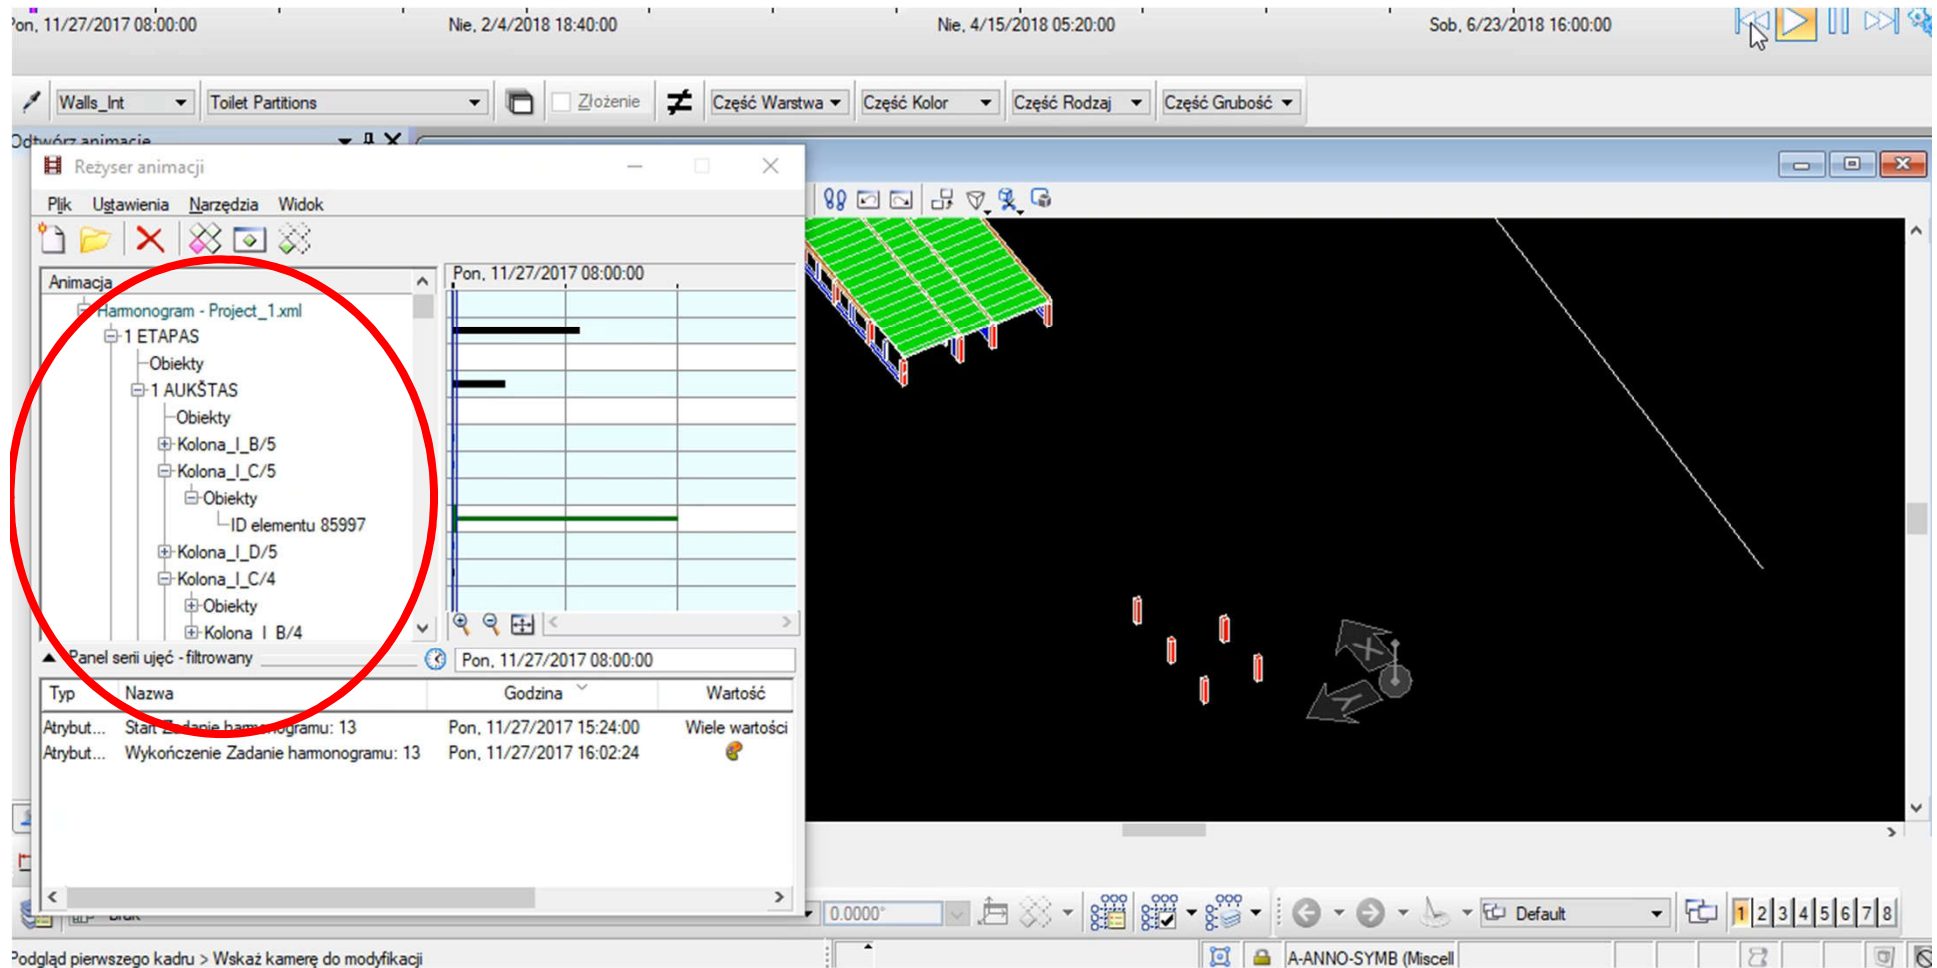 Pon, 11/27/2017 08:00:00 Nie, 2/4/2018 18:40:00 Nie, 4/15/2018 05:20:00 Sob, 6/23/2018 16:00:00
Walls_Int Toilet Partitions Złożenie Część Warstwa Część Kolor Część Rodzaj Część Grubość
Odtwórz animacje
Reżyser animacji
Plik Ustawienia Narzędzia Widok
Animacja Pon, 11/27/2017 08:00:00
Harmonogram - Project_1.xml
1 ETAPAS
Obiekty
1 AUKŠTAS
Obiekty
Kolona_I_B/5
Kolona_I_C/5
Obiekty
ID elementu 85997
Kolona_I_D/5
Kolona_I_C/4
Obiekty
Kolona_I_B/4
Panel serii ujęć - filtrowany Pon, 11/27/2017 08:00:00
Typ Nazwa Godzina Wartość
Atrybut... Start Zadanie harmonogramu: 13 Pon, 11/27/2017 15:24:00 Wiele wartości
Atrybut... Wykończenie Zadanie harmonogramu: 13 Pon, 11/27/2017 16:02:24
X
Y
0.0000° Default 1 2 3 4 5 6 7 8
Podgląd pierwszego kadru > Wskaż kamerę do modyfikacji A-ANNO-SYMB (Miscell